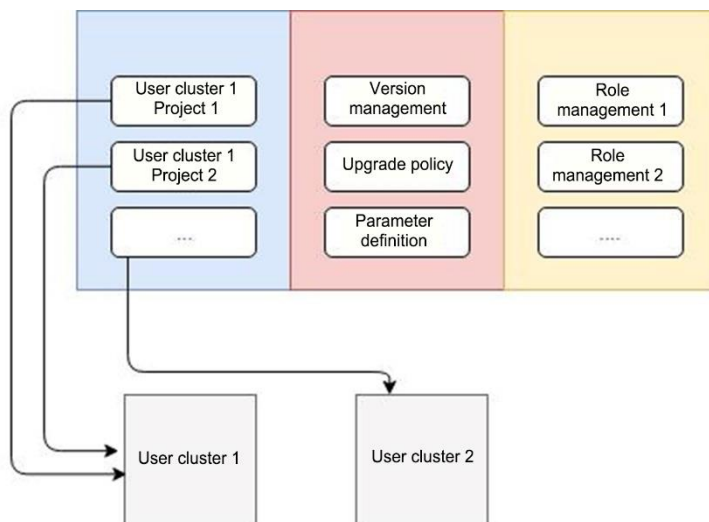 User cluster 1
Project 1
Version
management
Role
management 1
User cluster 1
Project 2
Upgrade policy
Role
management 2
...
Parameter
definition
....
User cluster 1
User cluster 2